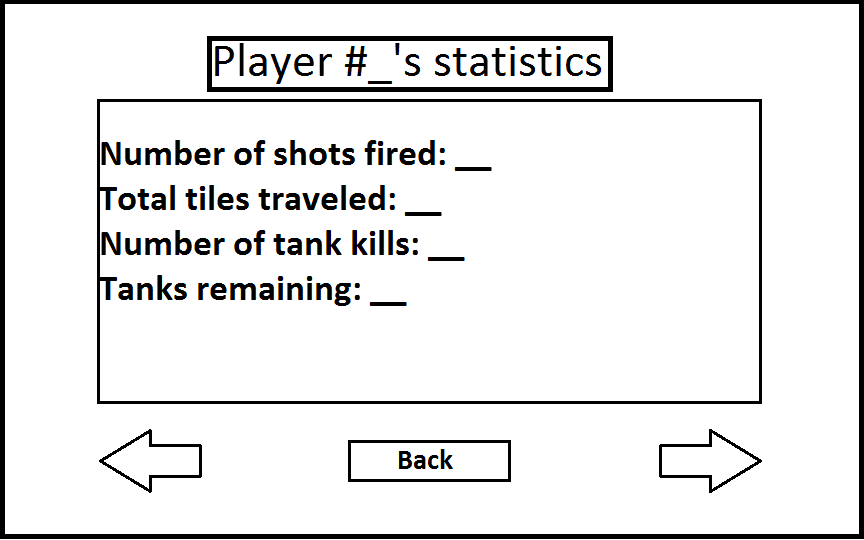 Player #_'s statistics
Number of shots fired: __
Total tiles traveled: __
Number of tank kills: __
Tanks remaining: __
Back